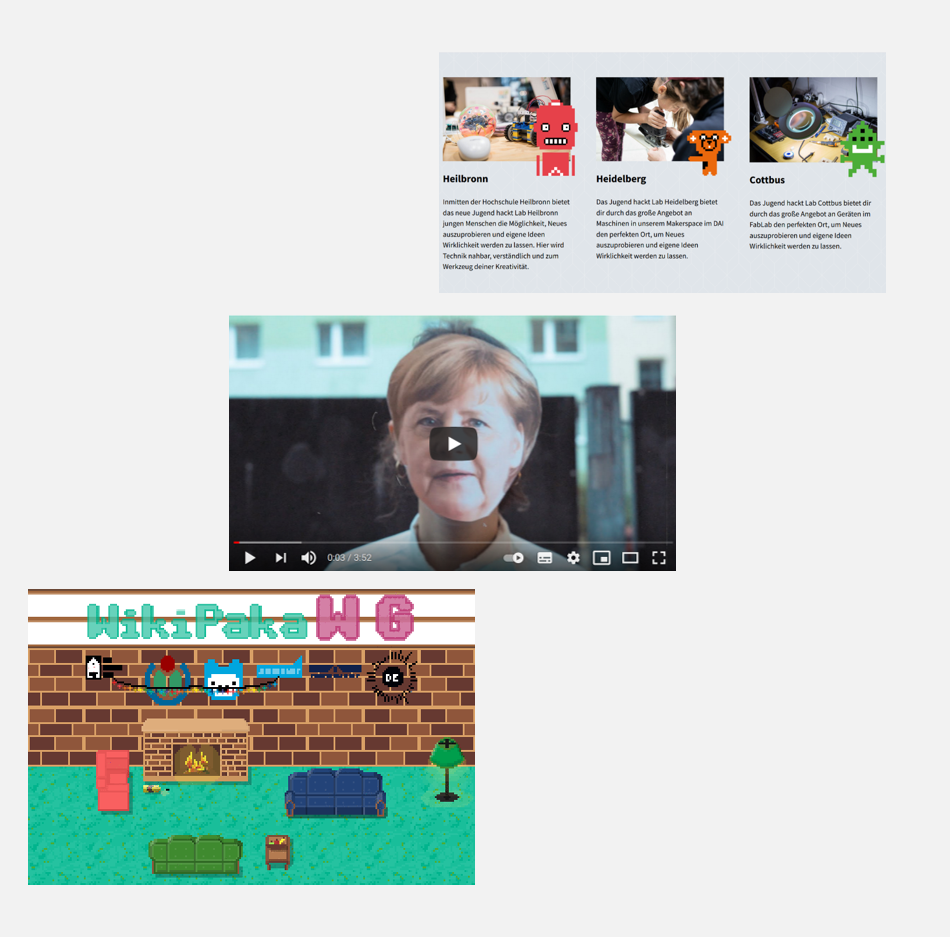 Heilbronn
Inmitten der Hochschule Heilbronn bietet
das neue Jugend hackt Lab Heilbronn
jungen Menschen die Möglichkeit, Neues
auszuprobieren und eigene Ideen
Wirklichkeit werden zu lassen. Hier wird
Technik nahbar, verständlich und zum
Werkzeug deiner Kreativität.
Heidelberg
Das Jugend hackt Lab Heidelberg bietet
dir durch das große Angebot an
Maschinen in unserem Makerspace im DAI
den perfekten Ort, um Neues
auszuprobieren und eigene Ideen
Wirklichkeit werden zu lassen.
Cottbus
Das Jugend hackt Lab Cottbus bietet dir
durch das große Angebot an Geräten im
FabLab den perfekten Ort, um Neues
auszuprobieren und eigene Ideen
Wirklichkeit werden zu lassen.
0:03 / 3:52
WikiPaka WG
DE